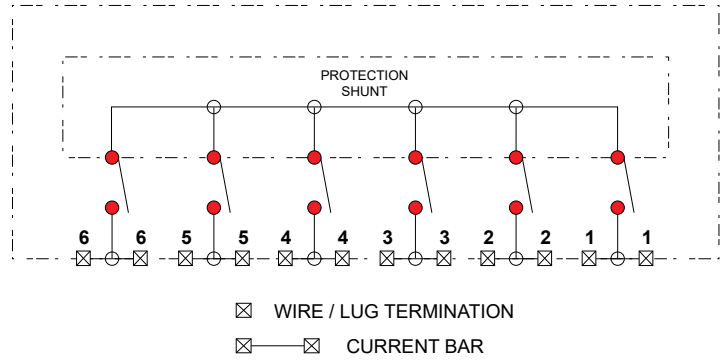 PROTECTION
SHUNT
6 6 5 5 4 4 3 3 2 2 1 1
WIRE / LUG TERMINATION
CURRENT BAR